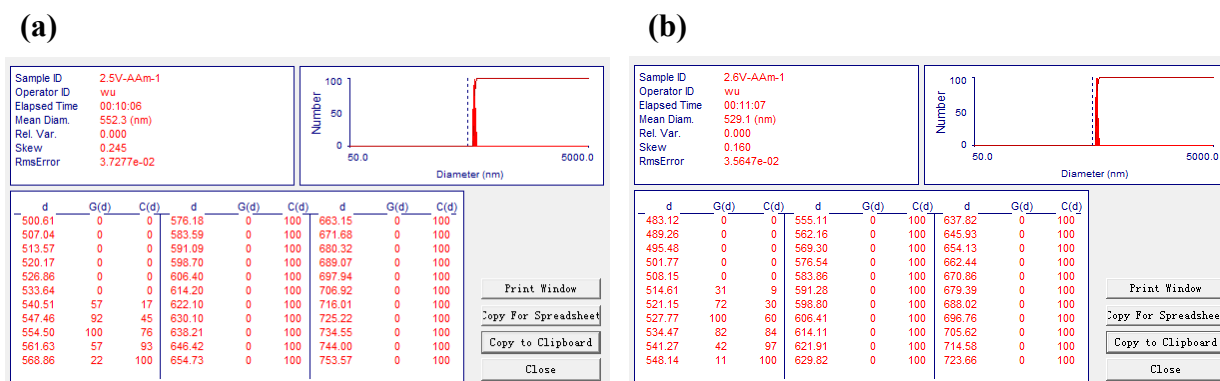 (a)
Sample ID 2.5V-AAm-1
Operator ID wu
Elapsed Time 00:10:06
Mean Diam. 552.3 (nm)
Rel. Var. 0.000
Skew 0.245
RmsError 3.7277e-02
Number
100
50
0
50.0 5000.0
Diameter (nm)
d G(d) C(d) d G(d) C(d) d G(d) C(d)
500.61 0 0 576.18 0 100 663.15 0 100
507.04 0 0 583.59 0 100 671.68 0 100
513.57 0 0 591.09 0 100 680.32 0 100
520.17 0 0 598.70 0 100 689.07 0 100
526.86 0 0 606.40 0 100 697.94 0 100
533.64 0 0 614.20 0 100 706.92 0 100
540.51 57 17 622.10 0 100 716.01 0 100
547.46 92 45 630.10 0 100 725.22 0 100
554.50 100 76 638.21 0 100 734.55 0 100
561.63 57 93 646.42 0 100 744.00 0 100
568.86 22 100 654.73 0 100 753.57 0 100
Print Window
Copy For Spreadsheet
Copy to Clipboard
Close
(b)
Sample ID 2.6V-AAm-1
Operator ID wu
Elapsed Time 00:11:07
Mean Diam. 529.1 (nm)
Rel. Var. 0.000
Skew 0.160
RmsError 3.5647e-02
Number
100
50
0
50.0 5000.0
Diameter (nm)
d G(d) C(d) d G(d) C(d) d G(d) C(d)
483.12 0 0 555.11 0 100 637.82 0 100
489.26 0 0 562.16 0 100 645.93 0 100
495.48 0 0 569.30 0 100 654.13 0 100
501.77 0 0 576.54 0 100 662.44 0 100
508.15 0 0 583.86 0 100 670.86 0 100
514.61 31 9 591.28 0 100 679.39 0 100
521.15 72 30 598.80 0 100 688.02 0 100
527.77 100 60 606.41 0 100 696.76 0 100
534.47 82 84 614.11 0 100 705.62 0 100
541.27 42 97 621.91 0 100 714.58 0 100
548.14 11 100 629.82 0 100 723.66 0 100
Print Window
Copy For Spreadsheet
Copy to Clipboard
Close